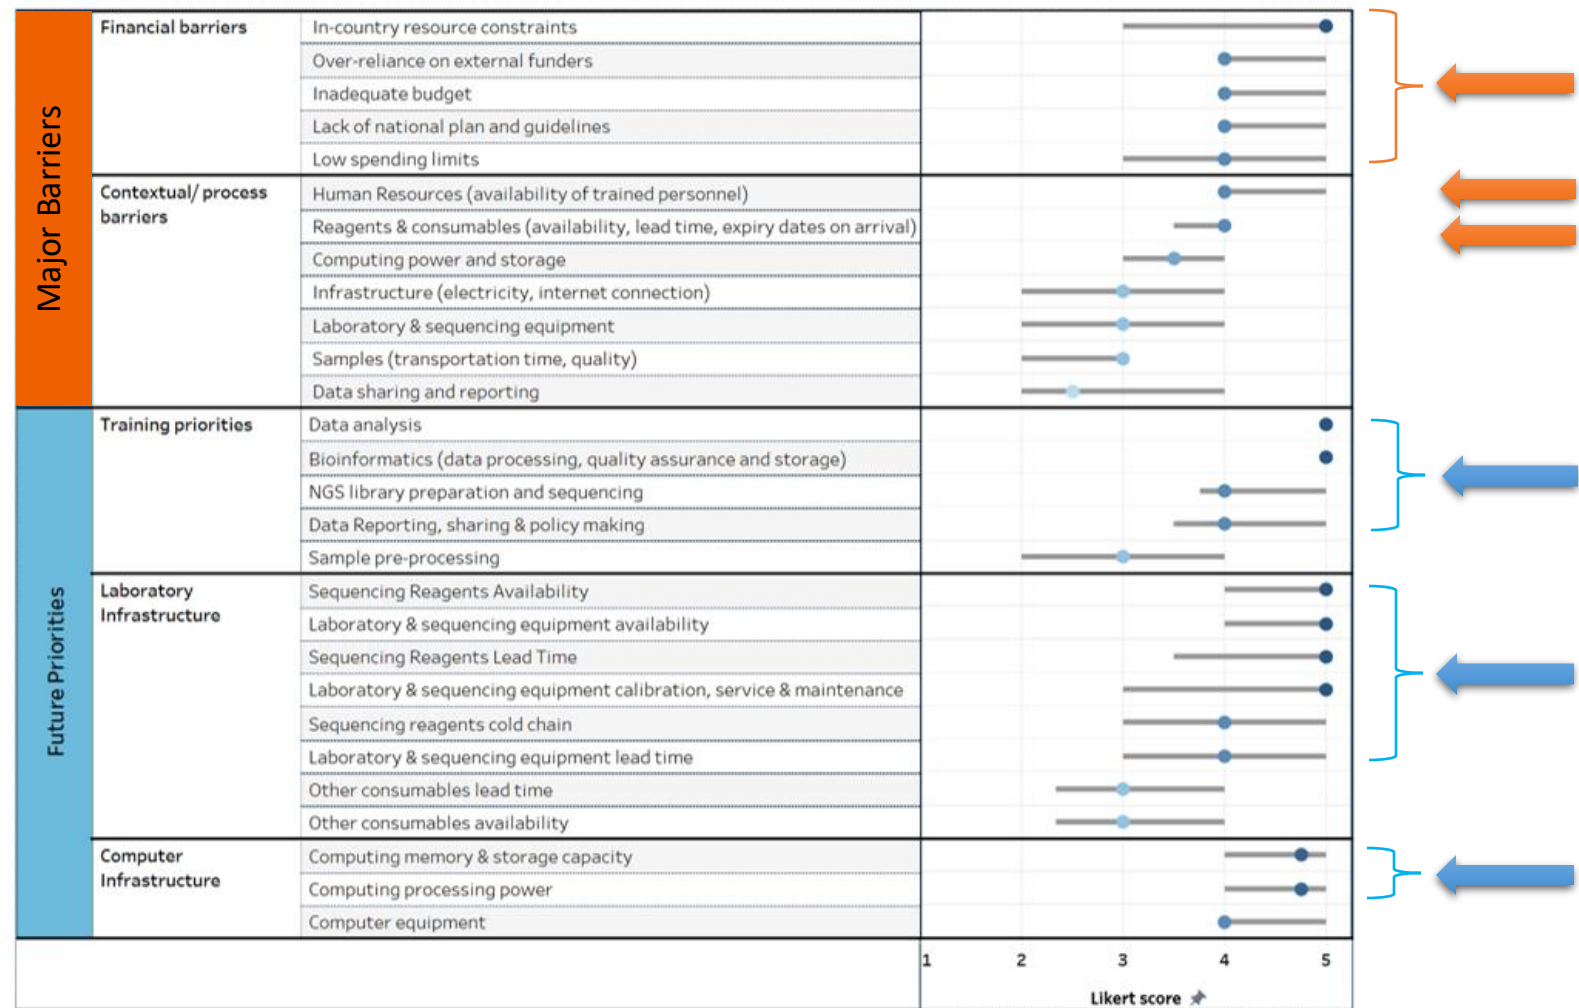 Major Barriers
Financial barriers
In-country resource constraints
Over-reliance on external funders
Inadequate budget
Lack of national plan and guidelines
Low spending limits
Contextual/ process
barriers
Human Resources (availability of trained personnel)
Reagents & consumables (availability, lead time, expiry dates on arrival)
Computing power and storage
Infrastructure (electricity, internet connection)
Laboratory & sequencing equipment
Samples (transportation time, quality)
Data sharing and reporting
Future Priorities
Training priorities
Data analysis
Bioinformatics (data processing, quality assurance and storage)
NGS library preparation and sequencing
Data Reporting, sharing & policy making
Sample pre-processing
Laboratory
Infrastructure
Sequencing Reagents Availability
Laboratory & sequencing equipment availability
Sequencing Reagents Lead Time
Laboratory & sequencing equipment calibration, service & maintenance
Sequencing reagents cold chain
Laboratory & sequencing equipment lead time
Other consumables lead time
Other consumables availability
Computer
Infrastructure
Computing memory & storage capacity
Computing processing power
Computer equipment
1 2 3 4 5
Likert score